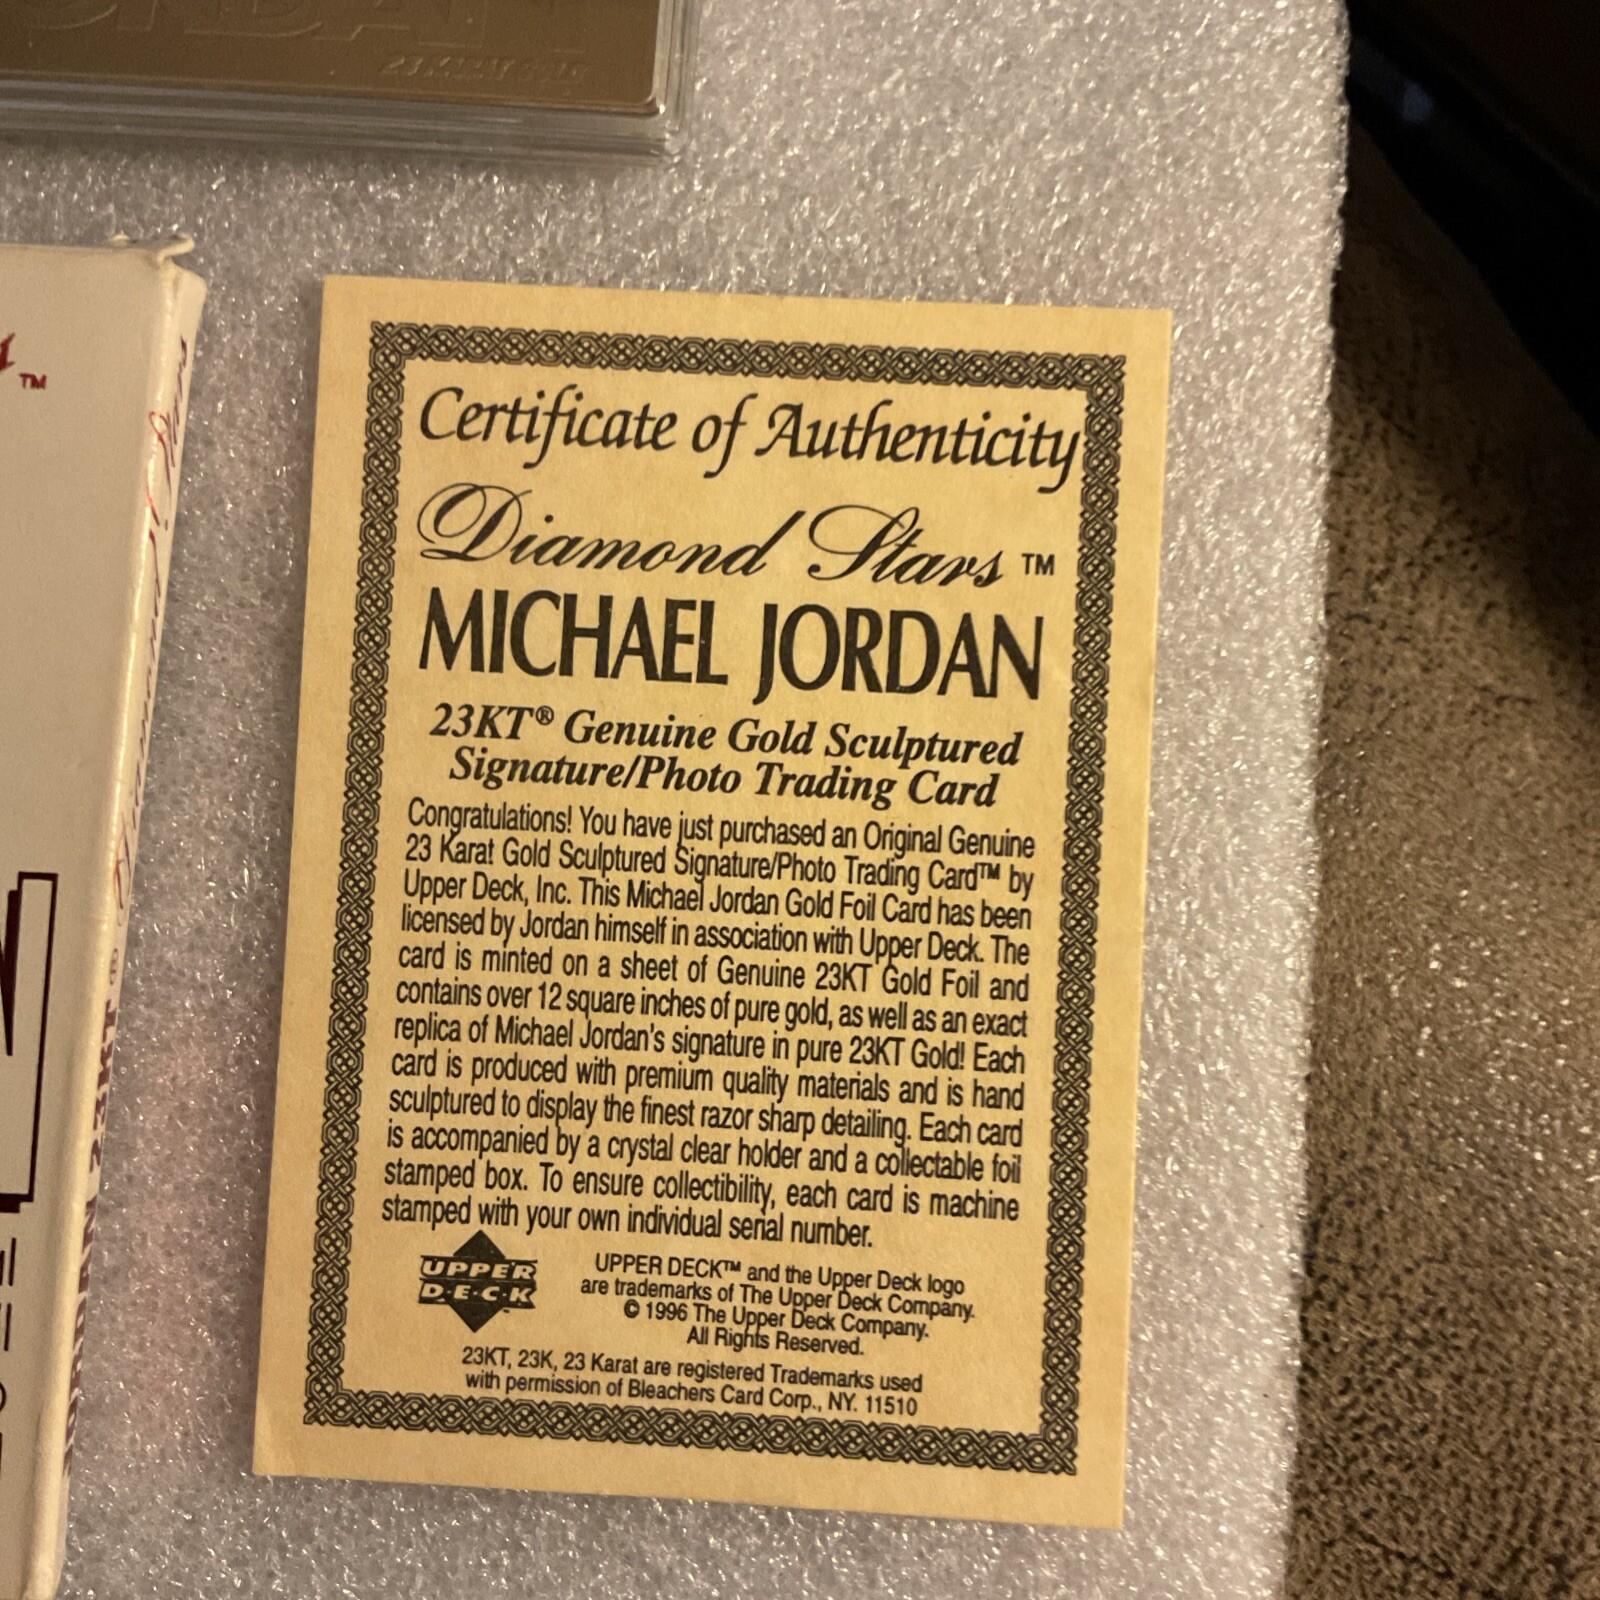 Certificate of Authenticity
Diamond Stars™
MICHAEL JORDAN
23KT® Genuine Gold Sculptured
Signature/Photo Trading Card
Congratulations! You have just purchased an Original Genuine
23 Karat Gold Sculptured Signature/Photo Trading Card™ by
Upper Deck, Inc. This Michael Jordan Gold Foil Card has been
licensed by Jordan himself in association with Upper Deck. The
card is minted on a sheet of Genuine 23KT Gold Foil and
contains over 12 square inches of pure gold, as well as an exact
replica of Michael Jordan's signature in pure 23KT Gold! Each
card is produced with premium quality materials and is hand
sculptured to display the finest razor sharp detailing. Each card
is accompanied by a crystal clear holder and a collectable foil
stamped box. To ensure collectibility, each card is machine
stamped with your own individual serial number.
UPPER
D·E·C·K
UPPER DECK™ and the Upper Deck logo
are trademarks of The Upper Deck Company.
© 1996 The Upper Deck Company.
All Rights Reserved.
23KT, 23K, 23 Karat are registered Trademarks used
with permission of Bleachers Card Corp., NY. 11510
Diamond Stars
JORDAN 23KT®
TM